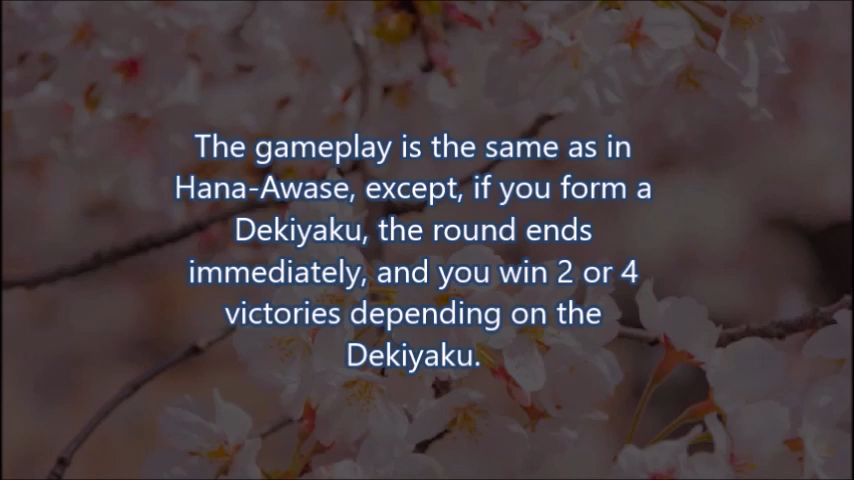 The gameplay is the same as in
Hana-Awase, except, if you form a
Dekiyaku, the round ends
immediately, and you win 2 or 4
victories depending on the
Dekiyaku.